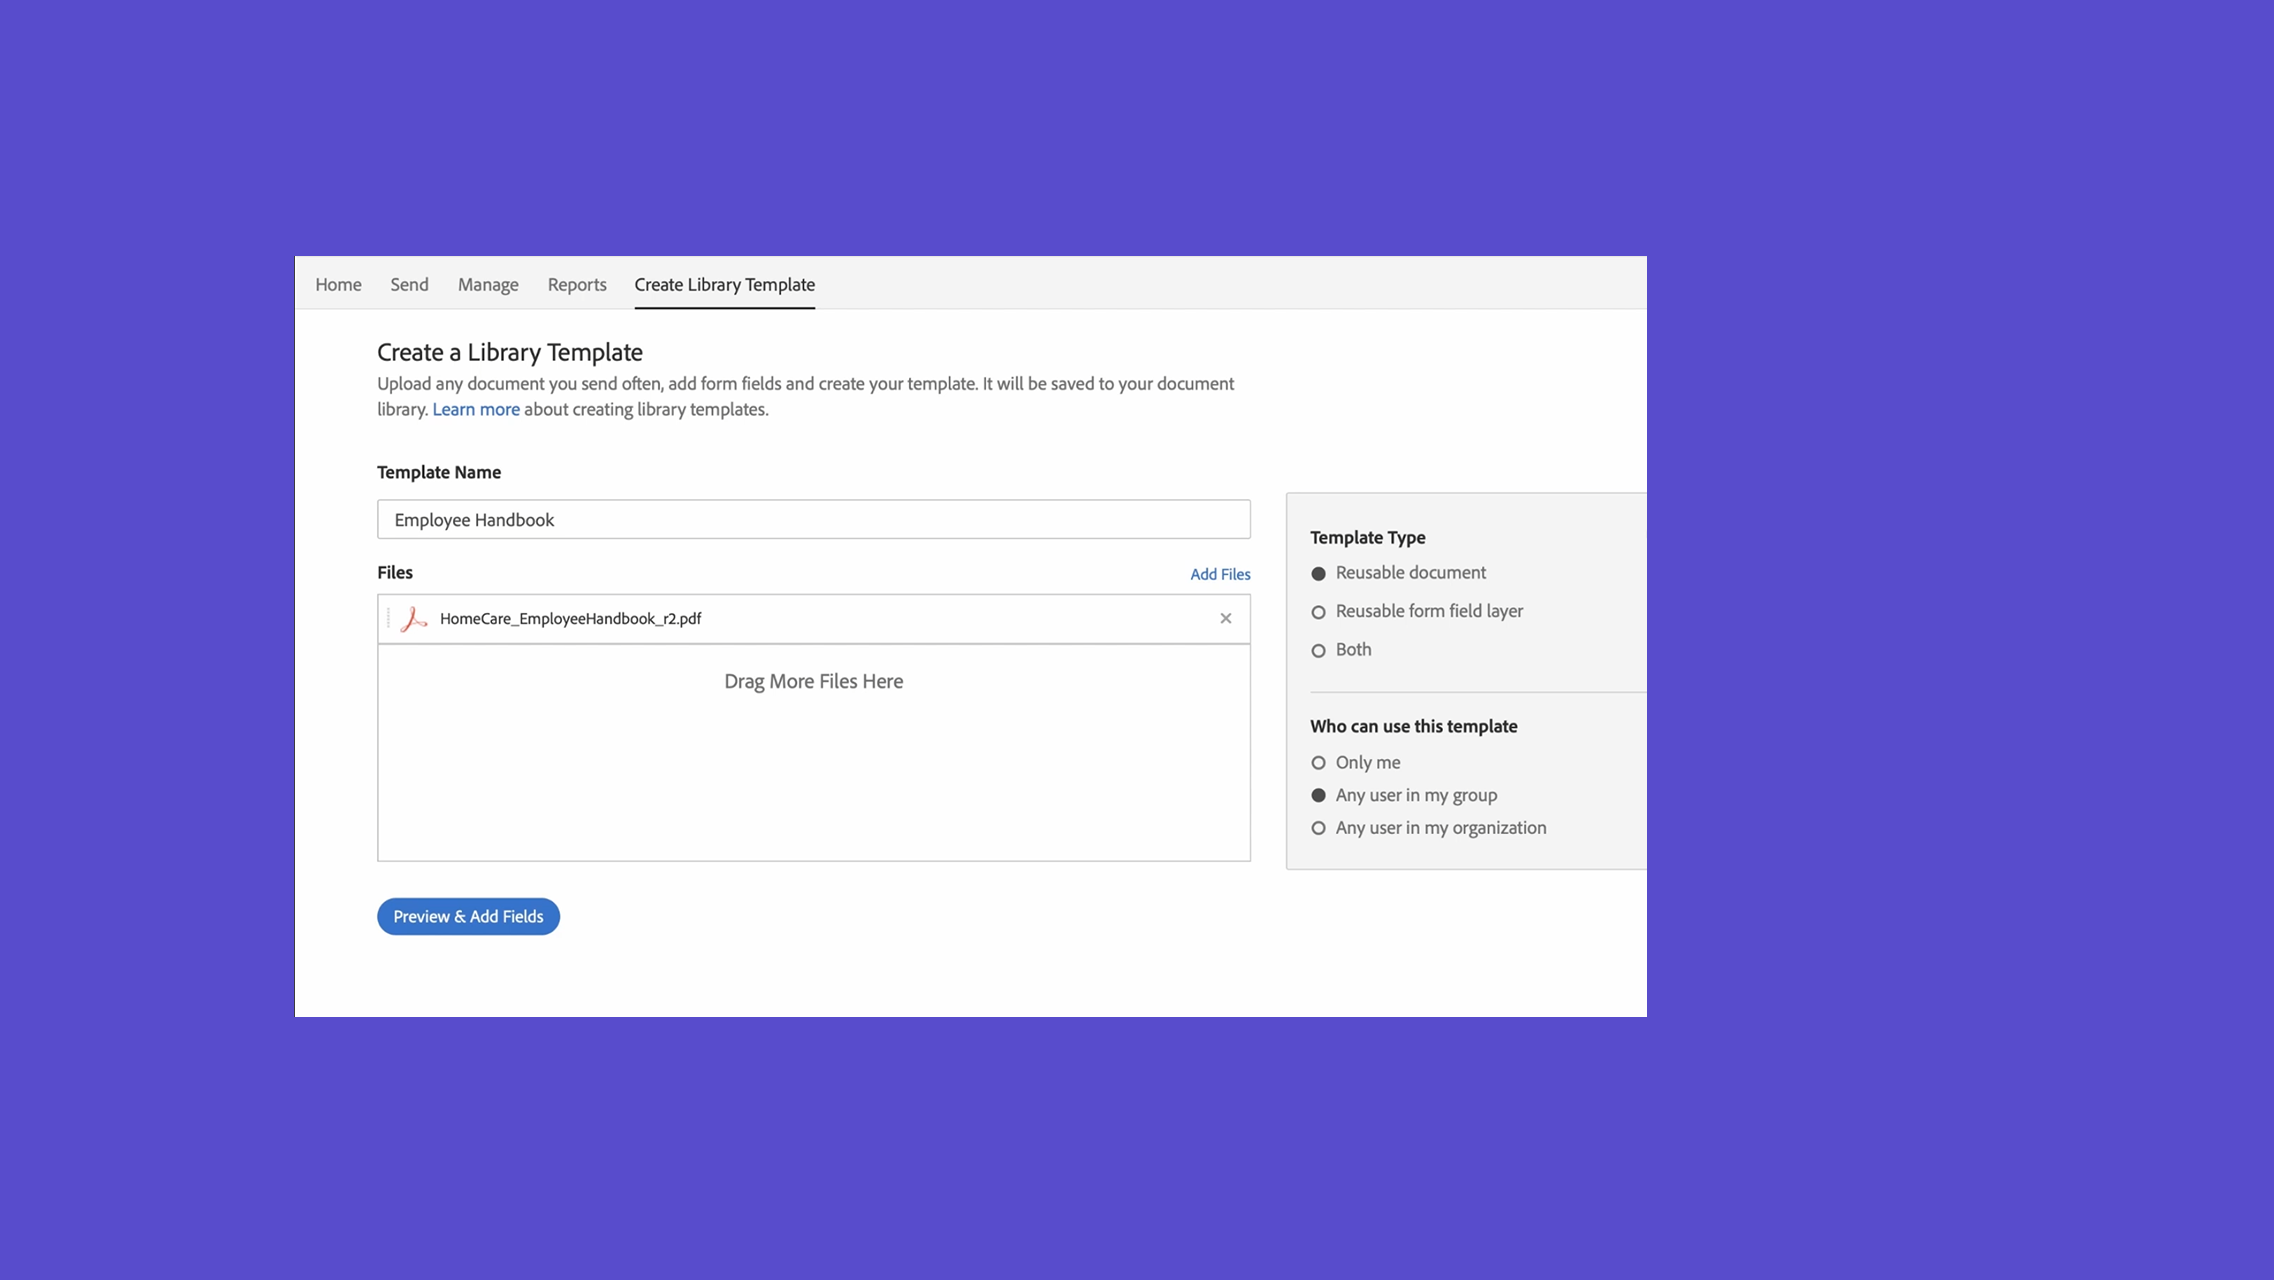 Home Send Manage Reports Create Library Template
Create a Library Template
Upload any document you send often, add form fields and create your template. It will be saved to your document
library. Learn more about creating library templates.
Template Name
Employee Handbook
Files Add Files
HomeCare_EmployeeHandbook_r2.pdf
Drag More Files Here
Preview & Add Fields
Template Type
Reusable document
Reusable form field layer
Both
Who can use this template
Only me
Any user in my group
Any user in my organization